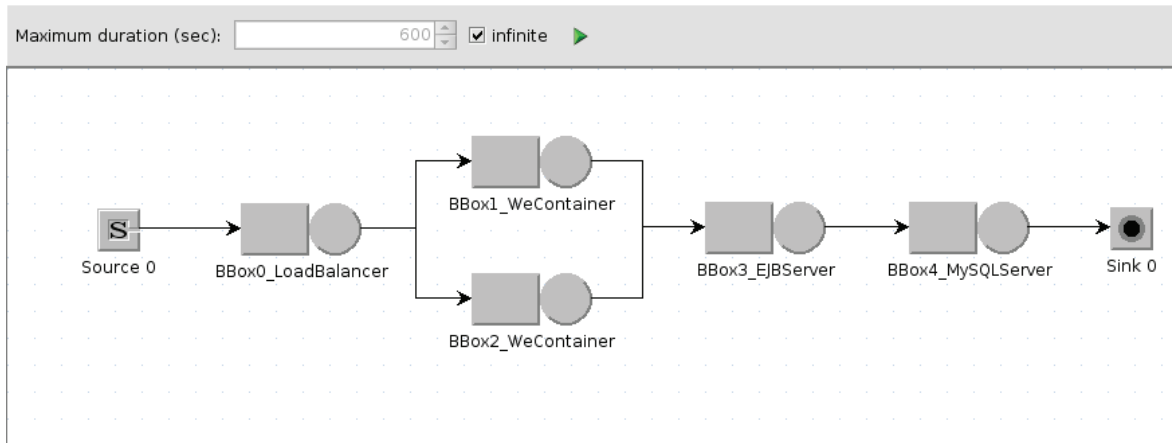 Maximum duration (sec):
600
infinite
S
Source 0
BBox0_LoadBalancer
BBox1_WeContainer
BBox2_WeContainer
BBox3_EJBServer
BBox4_MySQLServer
Sink 0